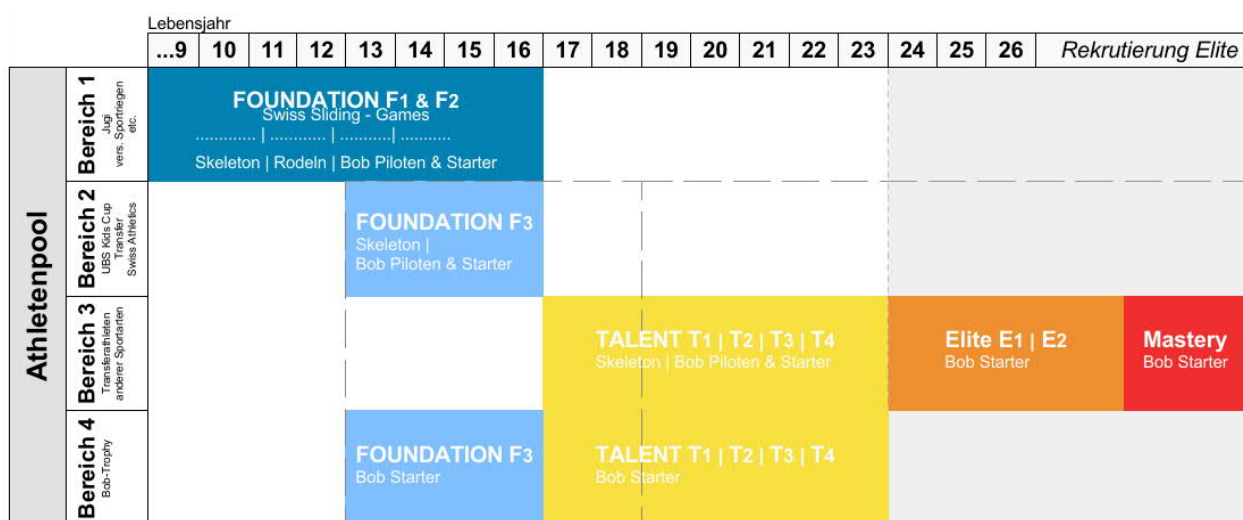 Lebensjahr
...9 10 11 12 13 14 15 16 17 18 19 20 21 22 23 24 25 26 Rekrutierung Elite
Athletenpool
Bereich 1
Jugi
vers. Sportriegen
etc.
FOUNDATION F1 & F2
Swiss Sliding - Games
............. | ............ | ...........| ...........
Skeleton | Rodeln | Bob Piloten & Starter
Bereich 2
UBS Kids Cup
Transfer
Swiss Athletics
FOUNDATION F3
Skeleton |
Bob Piloten & Starter
Bereich 3
Transferathleten
anderer Sportarten
TALENT T1 | T2 | T3 | T4
Skeleton | Bob Piloten & Starter
Elite E1 | E2
Bob Starter
Mastery
Bob Starter
Bereich 4
Bob-Trophy
FOUNDATION F3
Bob Starter
TALENT T1 | T2 | T3 | T4
Bob Starter